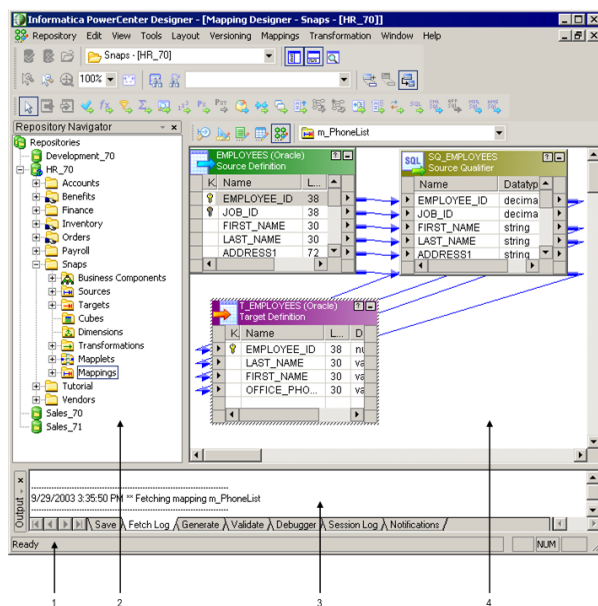 Informatica PowerCenter Designer - [Mapping Designer - Snaps - [HR_70]]
Repository Edit View Tools Layout Versioning Mappings Transformation Window Help
Snaps - [HR_70]
100%
Repository Navigator
m_PhoneList
Repositories
Development_70
HR_70
Accounts
Benefits
Finance
Inventory
Orders
Payroll
Snaps
Business Components
Sources
Targets
Cubes
Dimensions
Transformations
Mapplets
Mappings
Tutorial
Vendors
Sales_70
Sales_71
EMPLOYEES (Oracle)
Source Definition
K Name L...
EMPLOYEE_ID 38
JOB_ID 38
FIRST_NAME 30
LAST_NAME 30
ADDRESS1 72
SQL SQ_EMPLOYEES
Source Qualifier
Name Datatyp
EMPLOYEE_ID decima
JOB_ID decima
FIRST_NAME string
LAST_NAME string
ADDRESS1 string
T_EMPLOYEES (Oracle)
Target Definition
K Name L... D
EMPLOYEE_ID 38 nu
LAST_NAME 30 va
FIRST_NAME 30 va
OFFICE_PHO... 30 va
Output
9/29/2003 3:35:50 PM ** Fetching mapping m_PhoneList
Save Fetch Log Generate Validate Debugger Session Log Notifications
Ready NUM
1 2 3 4